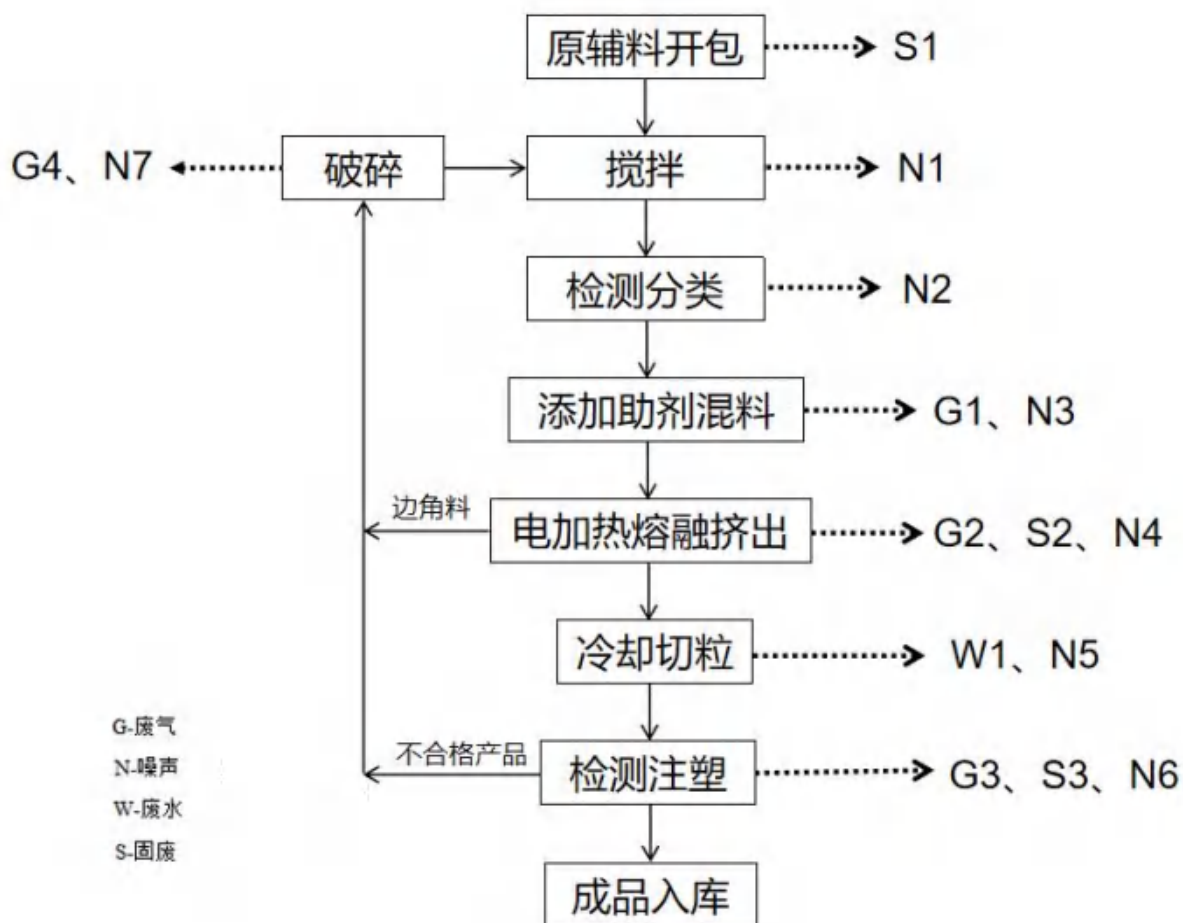 原辅料开包 S1
G4、N7 破碎 搅拌 N1
检测分类 N2
添加助剂混料 G1、N3
边角料
电加热熔融挤出 G2、S2、N4
冷却切粒 W1、N5
G-废气
不合格产品
N-噪声
检测注塑 G3、S3、N6
W-废水
S-固废
成品入库